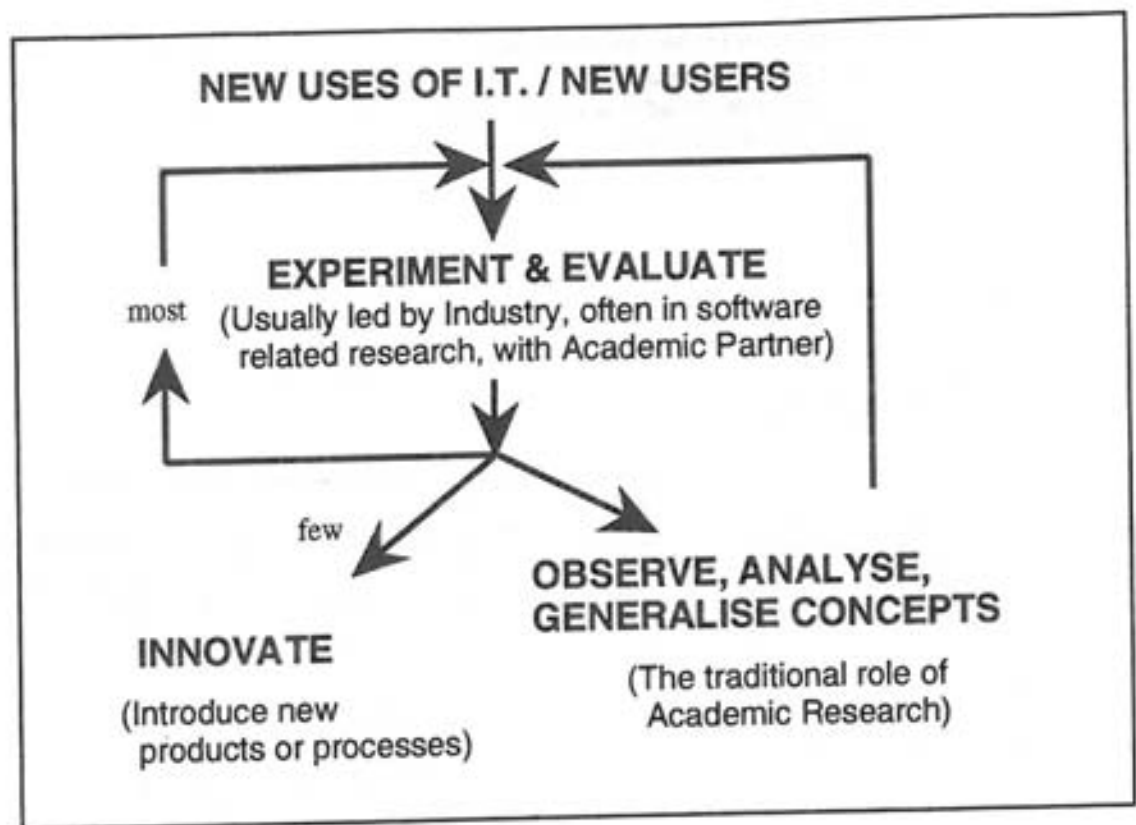 NEW USES OF I.T. / NEW USERS
EXPERIMENT & EVALUATE
(Usually led by Industry, often in software
related research, with Academic Partner)
most
few
OBSERVE, ANALYSE,
GENERALISE CONCEPTS
(The traditional role of
Academic Research)
INNOVATE
(Introduce new
products or processes)